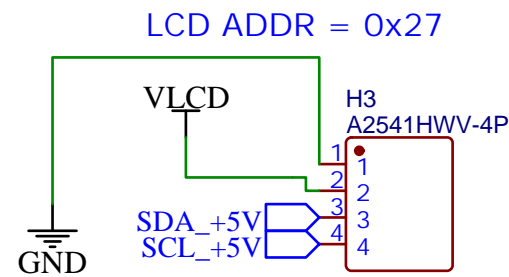 LCD ADDR = 0x27
VLCD
H3
A2541HWV-4P
1
1
2
2
SDA_+5V
3
3
SCL_+5V
4
4
GND